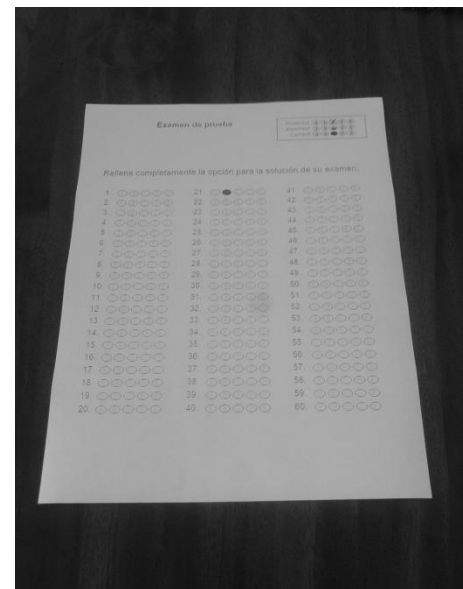 Examen de prueba
Rellene completamente la opción para la solución de su examen.
1. 21. 41.
2. 22. 42.
3. 23. 43.
4. 24. 44.
5. 25. 45.
6. 26. 46.
7. 27. 47.
8. 28. 48.
9. 29. 49.
10. 30. 50.
11. 31. 51.
12. 32. 52.
13. 33. 53.
14. 34. 54.
15. 35. 55.
16. 36. 56.
17. 37. 57.
18. 38. 58.
19. 39. 59.
20. 40. 60.